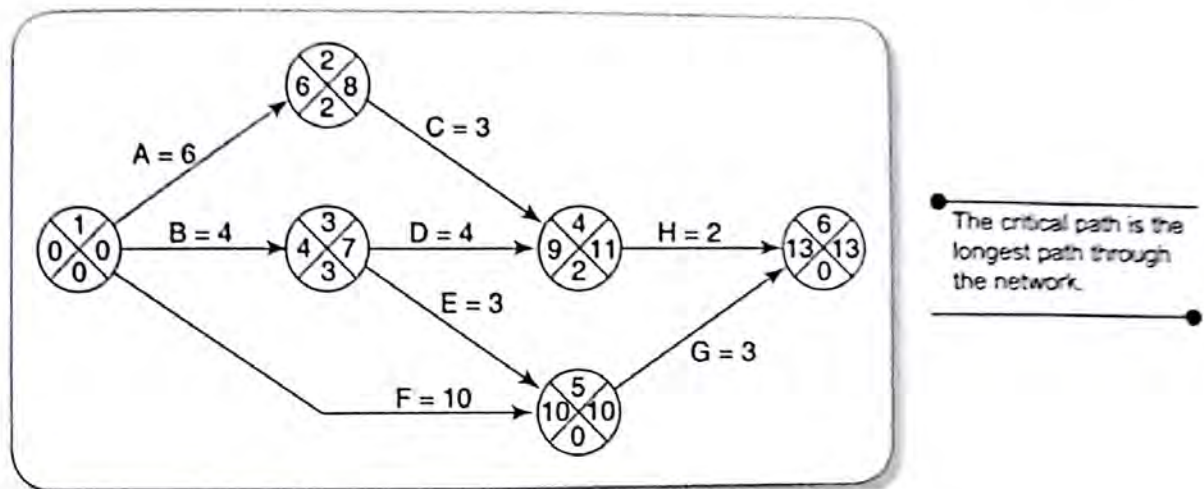 2
6 8
2
A = 6
C = 3
1
0 0
0
B = 4
3
4 7
3
D = 4
4
9 11
2
H = 2
6
13 13
0
E = 3
G = 3
F = 10
5
10 10
0
The critical path is the
longest path through
the network.